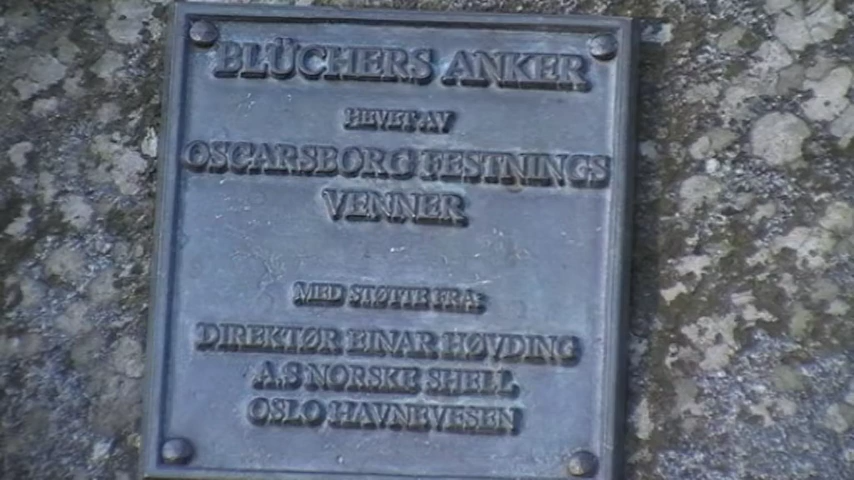 BLÜCHERS ANKER
HEVET AV
OSCARSBORG FESTNINGS
VENNER
MED STØTTE FRA:
DIREKTØR EINAR HØVDING
A.S NORSKE SHELL
OSLO HAVNEVESEN